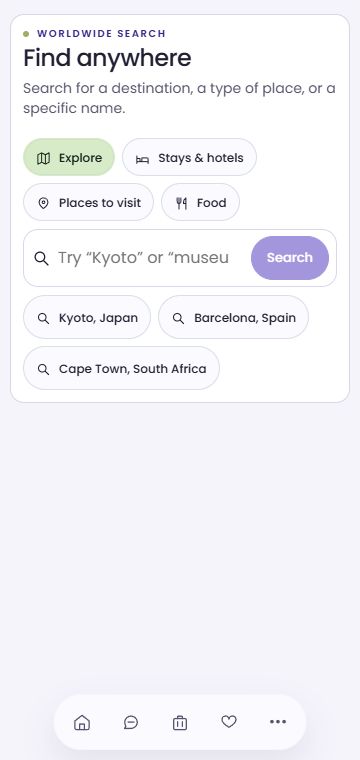 WORLDWIDE SEARCH
Find anywhere
Search for a destination, a type of place, or a
specific name.
Explore
Stays & hotels
Places to visit
Food
Try “Kyoto” or “museu
Search
Kyoto, Japan
Barcelona, Spain
Cape Town, South Africa